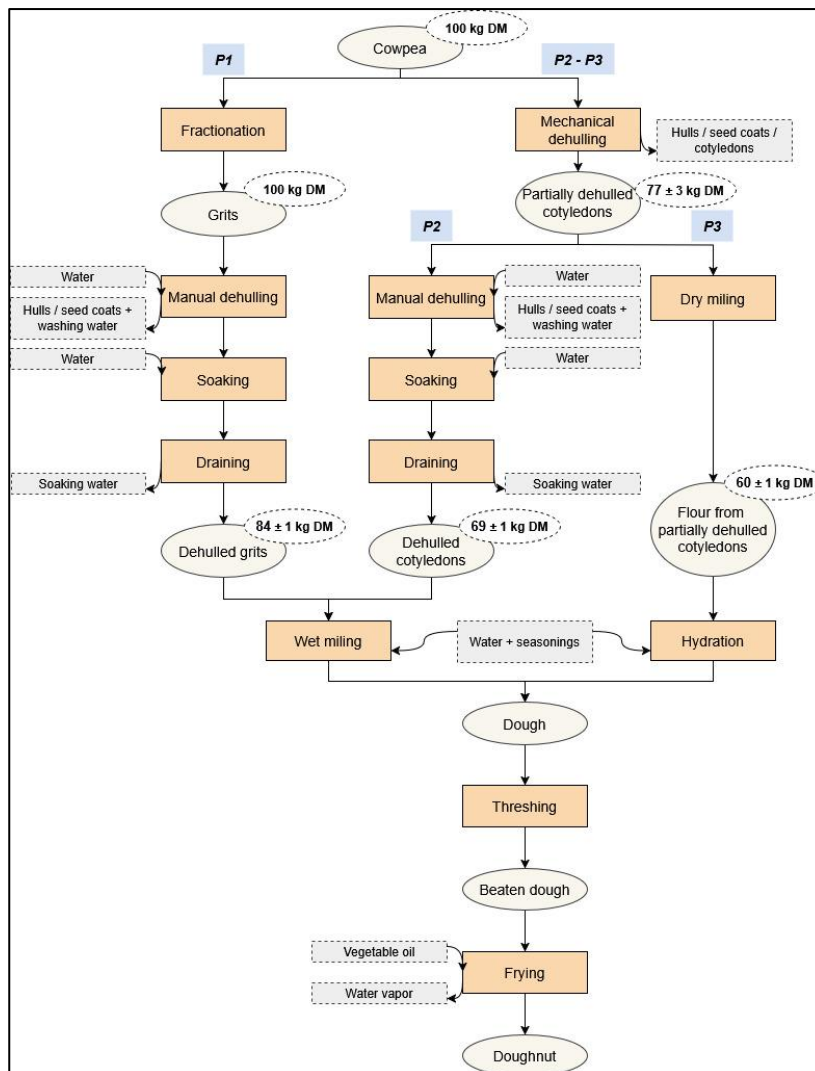 100 kg DM
Cowpea
P1
P2 - P3
Fractionation
Mechanical
dehulling
Hulls / seed coats /
cotyledons
100 kg DM
Grits
77 ± 3 kg DM
Partially dehulled
cotyledons
P2
P3
Water
Manual dehulling
Hulls / seed coats +
washing water
Manual dehulling
Water
Hulls / seed coats +
washing water
Dry miling
Water
Soaking
Soaking
Water
Draining
Soaking water
Draining
Soaking water
84 ± 1 kg DM
Dehulled grits
69 ± 1 kg DM
Dehulled
cotyledons
60 ± 1 kg DM
Flour from
partially dehulled
cotyledons
Wet miling
Water + seasonings
Hydration
Dough
Threshing
Beaten dough
Vegetable oil
Frying
Water vapor
Doughnut